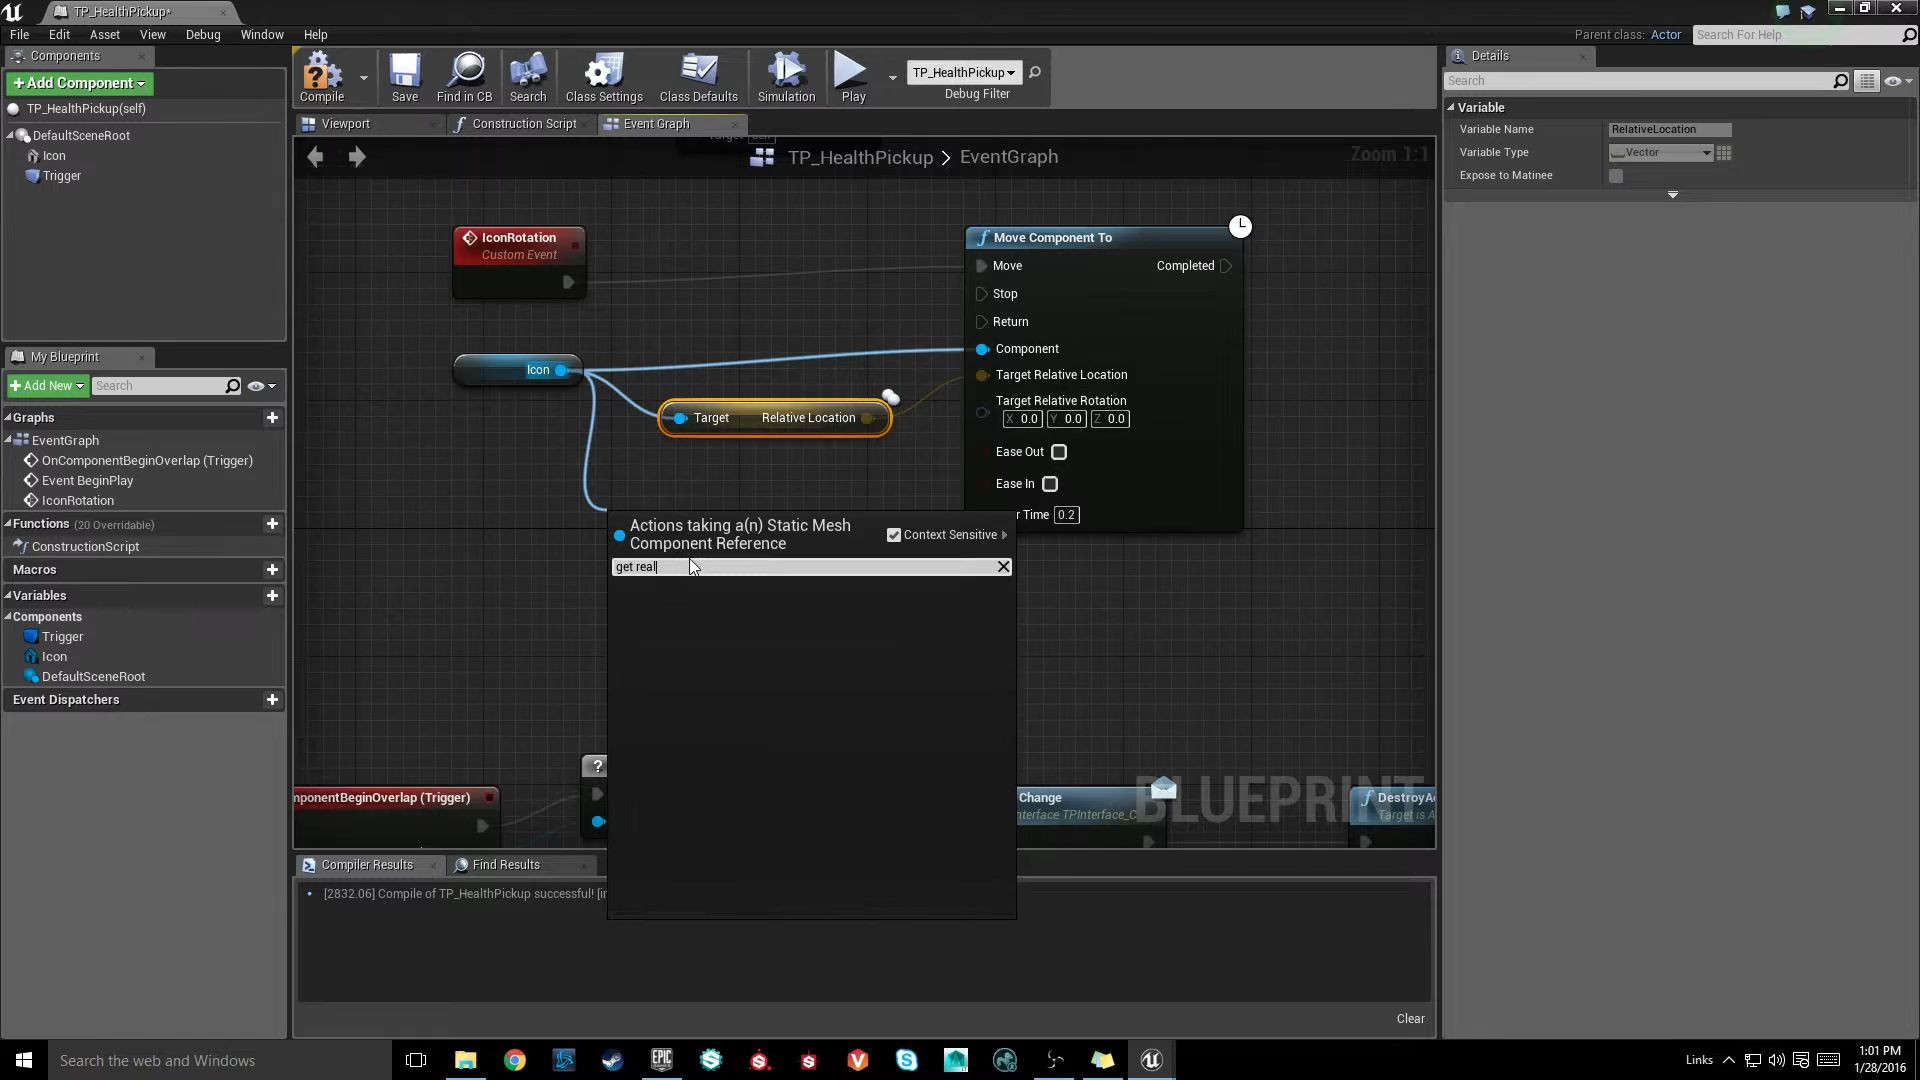 TP_HealthPickup*
File Edit Asset View Debug Window Help
Parent class: Actor
Search For Help
Components
Add Component
TP_HealthPickup(self)
DefaultSceneRoot
Icon
Trigger
Compile
Save
Find in CB
Search
Class Settings
Class Defaults
Simulation
Play
TP_HealthPickup
Debug Filter
Viewport
Construction Script
Event Graph
TP_HealthPickup > EventGraph
Zoom 1:1
IconRotation
Custom Event
Icon
Target Relative Location
Move Component To
Move Completed
Stop
Return
Component
Target Relative Location
Target Relative Rotation
X 0.0 Y 0.0 Z 0.0
Ease Out
Ease In
r Time 0.2
Actions taking a(n) Static Mesh
Component Reference
Context Sensitive
get real
?
mponentBeginOverlap (Trigger)
Change
nterface TPInterface_C
DestroyA
Target is A
BLUEPRINT
My Blueprint
Add New
Search
Graphs
EventGraph
OnComponentBeginOverlap (Trigger)
Event BeginPlay
IconRotation
Functions (20 Overridable)
ConstructionScript
Macros
Variables
Components
Trigger
Icon
DefaultSceneRoot
Event Dispatchers
Compiler Results
Find Results
[2832.06] Compile of TP_HealthPickup successful! [i
Clear
Details
Search
Variable
Variable Name RelativeLocation
Variable Type Vector
Expose to Matinee
Search the web and Windows
EPIC
GAMES
Links
1:01 PM
1/28/2016